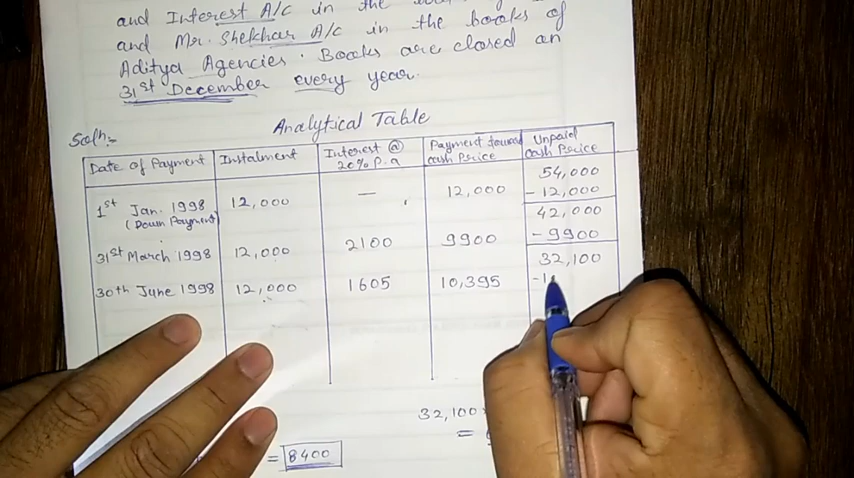 and Interest A/c in the
and Mr. Shekhar A/c in the books of
Aditya Agencies. Books are closed on
31st December every year.
Soln:-
Analytical Table
Date of Payment Instalment Interest @ 20% P.a Payment toward cash Price Unpaid cash Price
54,000
1st Jan. 1998 (Down Payment) 12,000 — 12,000 - 12,000
42,000
31st March 1998 12,000 2100 9900 - 9900
32,100
30th June 1998 12,000 1605 10,395 -1
32,100
=
= 8400